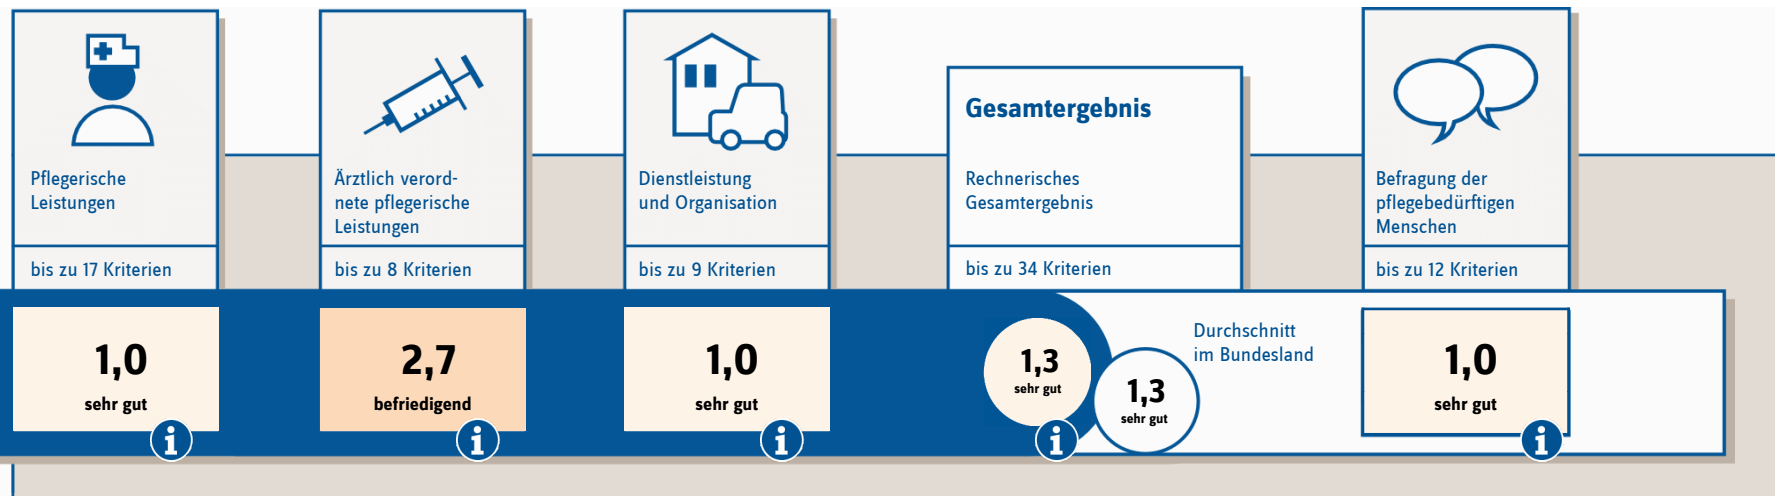 Pflegerische
Leistungen
bis zu 17 Kriterien
1,0
sehr gut
i
Ärztlich verord-
nete pflegerische
Leistungen
bis zu 8 Kriterien
2,7
befriedigend
i
Dienstleistung
und Organisation
bis zu 9 Kriterien
1,0
sehr gut
i
Gesamtergebnis
Rechnerisches
Gesamtergebnis
bis zu 34 Kriterien
1,3
sehr gut
i
Durchschnitt
im Bundesland
1,3
sehr gut
Befragung der
pflegebedürftigen
Menschen
bis zu 12 Kriterien
1,0
sehr gut
i